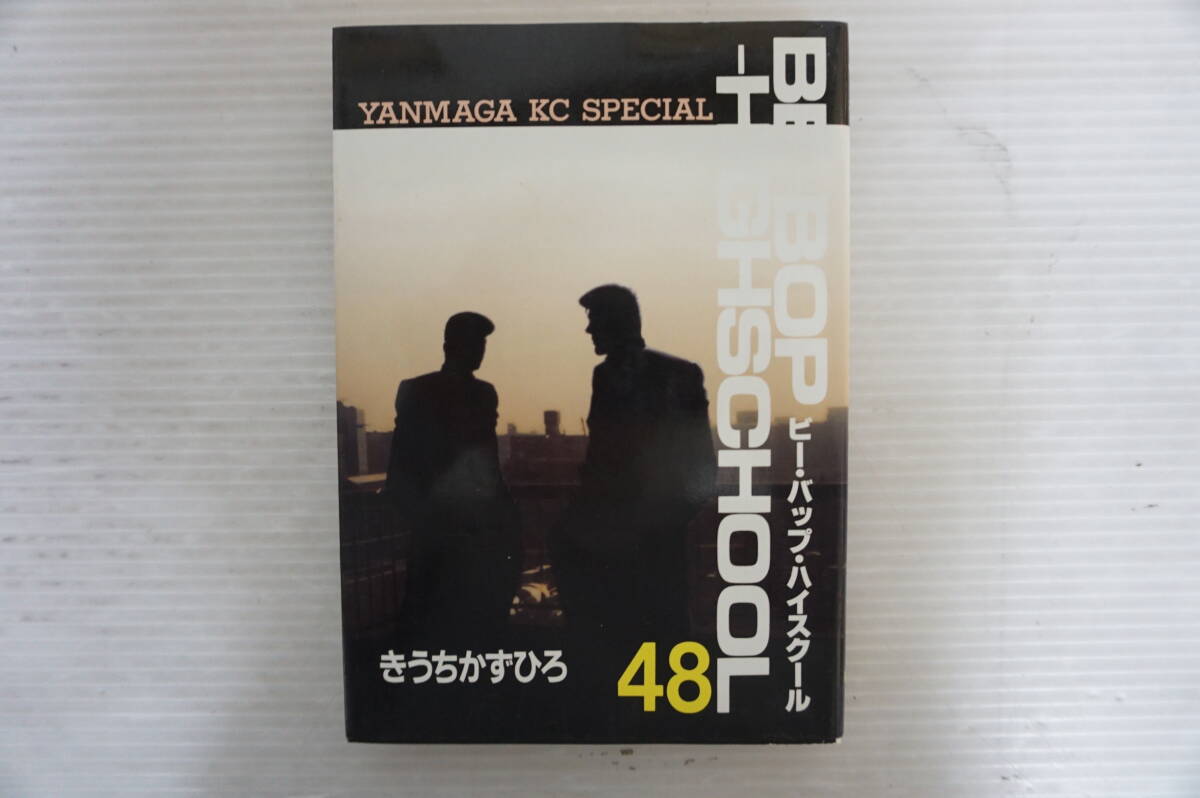 YANMAGA KC SPECIAL
BE-BOP
-HIGHSCHOOL
ビー・バップ・ハイスクール
きうちかずひろ
48